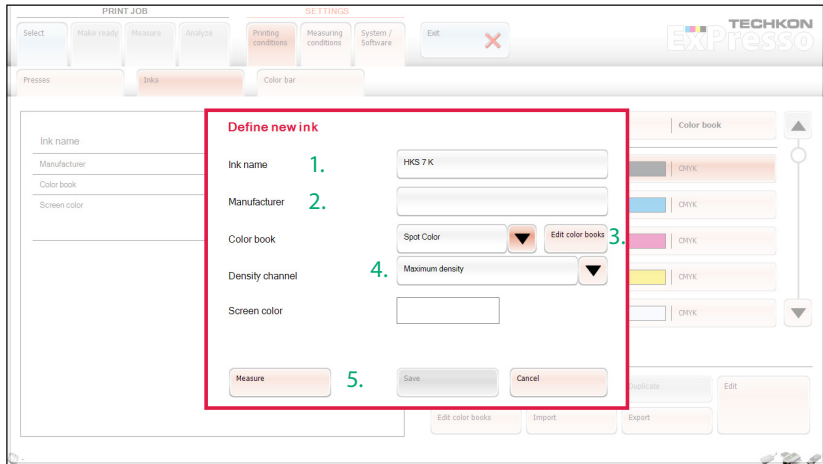 PRINT JOB SETTINGS
Select Make ready Measure Analyze Printing conditions Measuring conditions System / Software Exit
TECHKON
ExPresso
Presses Inks Color bar
Define new ink
Color book
Ink name
Ink name 1. HKS 7 K
Manufacturer
CMYK
Color book
Manufacturer 2.
Screen color
CMYK
Color book Spot Color Edit color books 3.
CMYK
Density channel 4. Maximum density
CMYK
Screen color
CMYK
Measure 5. Save Cancel
Duplicate Edit
Edit color books Import Export